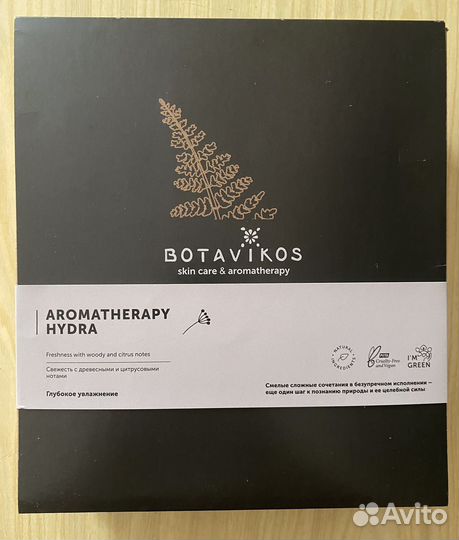 BOTAVIKOS
skin care & aromatherapy
AROMATHERAPY
HYDRA
Freshness with woody and citrus notes
Свежесть с древесными и цитрусовыми
нотами
Глубокое увлажнение
NATURAL INGREDIENTS
PETA
Cruelty-Free
and Vegan
I'M
GREEN
Смелые сложные сочетания в безупречном исполнении –
еще один шаг к познанию природы и ее целебной силы
Avito